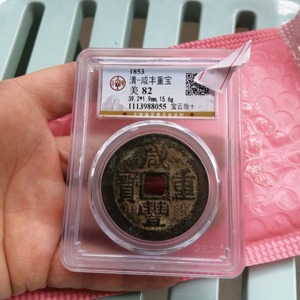 1853
清-咸丰重宝
美 82
39.2*1.9mm,15.6g
1113988055 宝云当十
咸
寶 重
豐